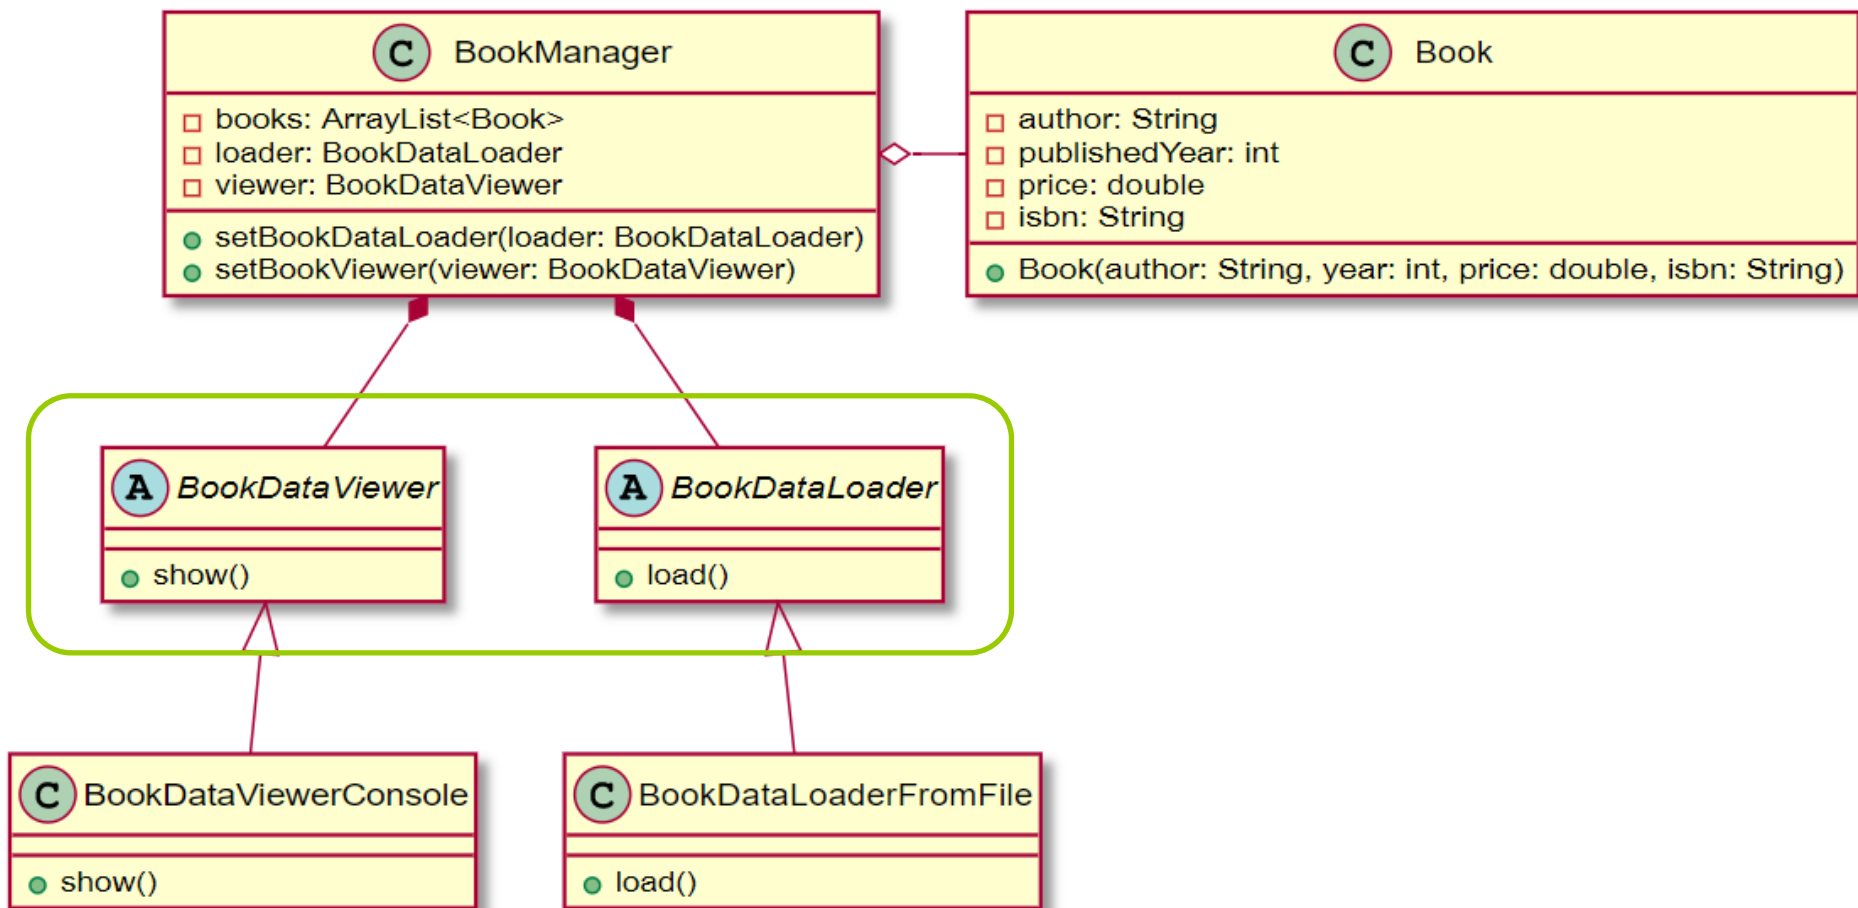 C BookManager
books: ArrayList<Book>
loader: BookDataLoader
viewer: BookDataViewer
setBookDataLoader(loader: BookDataLoader)
setBookViewer(viewer: BookDataViewer)
C Book
author: String
publishedYear: int
price: double
isbn: String
Book(author: String, year: int, price: double, isbn: String)
A BookDataViewer
show()
A BookDataLoader
load()
C BookDataViewerConsole
show()
C BookDataLoaderFromFile
load()